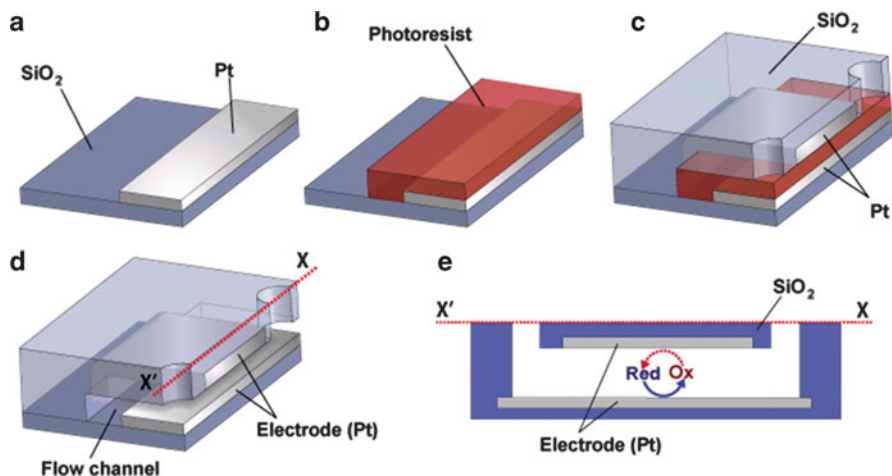 a
SiO₂
Pt
b
Photoresist
c
SiO₂
Pt
d
X
X'
Electrode (Pt)
Flow channel
e
SiO₂
X'
X
Red Ox
Electrode (Pt)